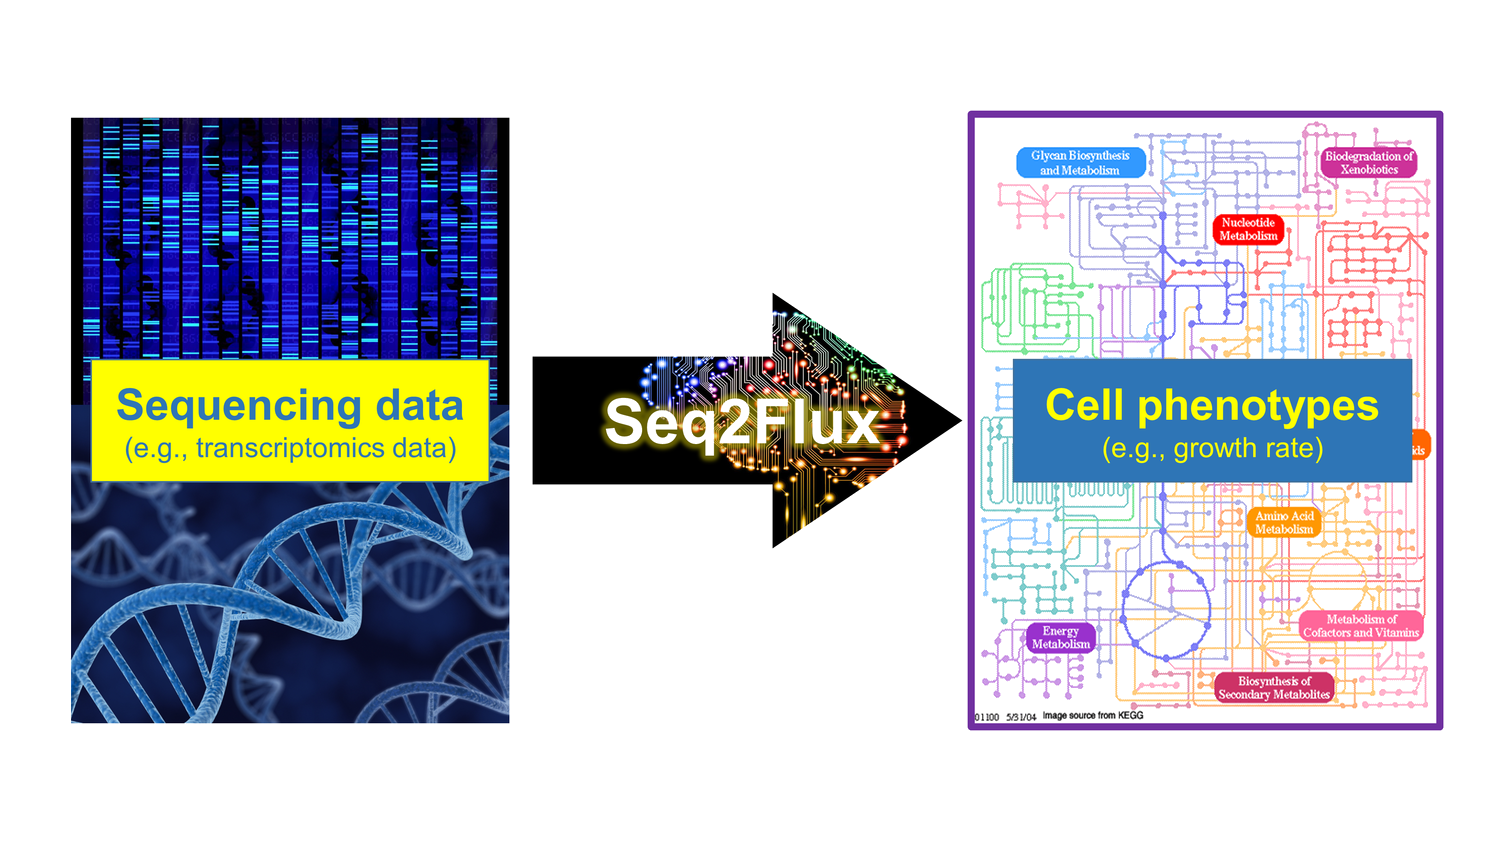 Sequencing data
(e.g., transcriptomics data)
Seq2Flux
Glycan Biosynthesis
and Metabolism
Biodegradation of
Xenobiotics
Nucleotide
Metabolism
Cell phenotypes
(e.g., growth rate)
ids
Amino Acid
Metabolism
Metabolism of
Cofactors and Vitamins
Energy
Metabolism
Biosynthesis of
Secondary Metabolites
01100 5/31/04 Image source from KEGG